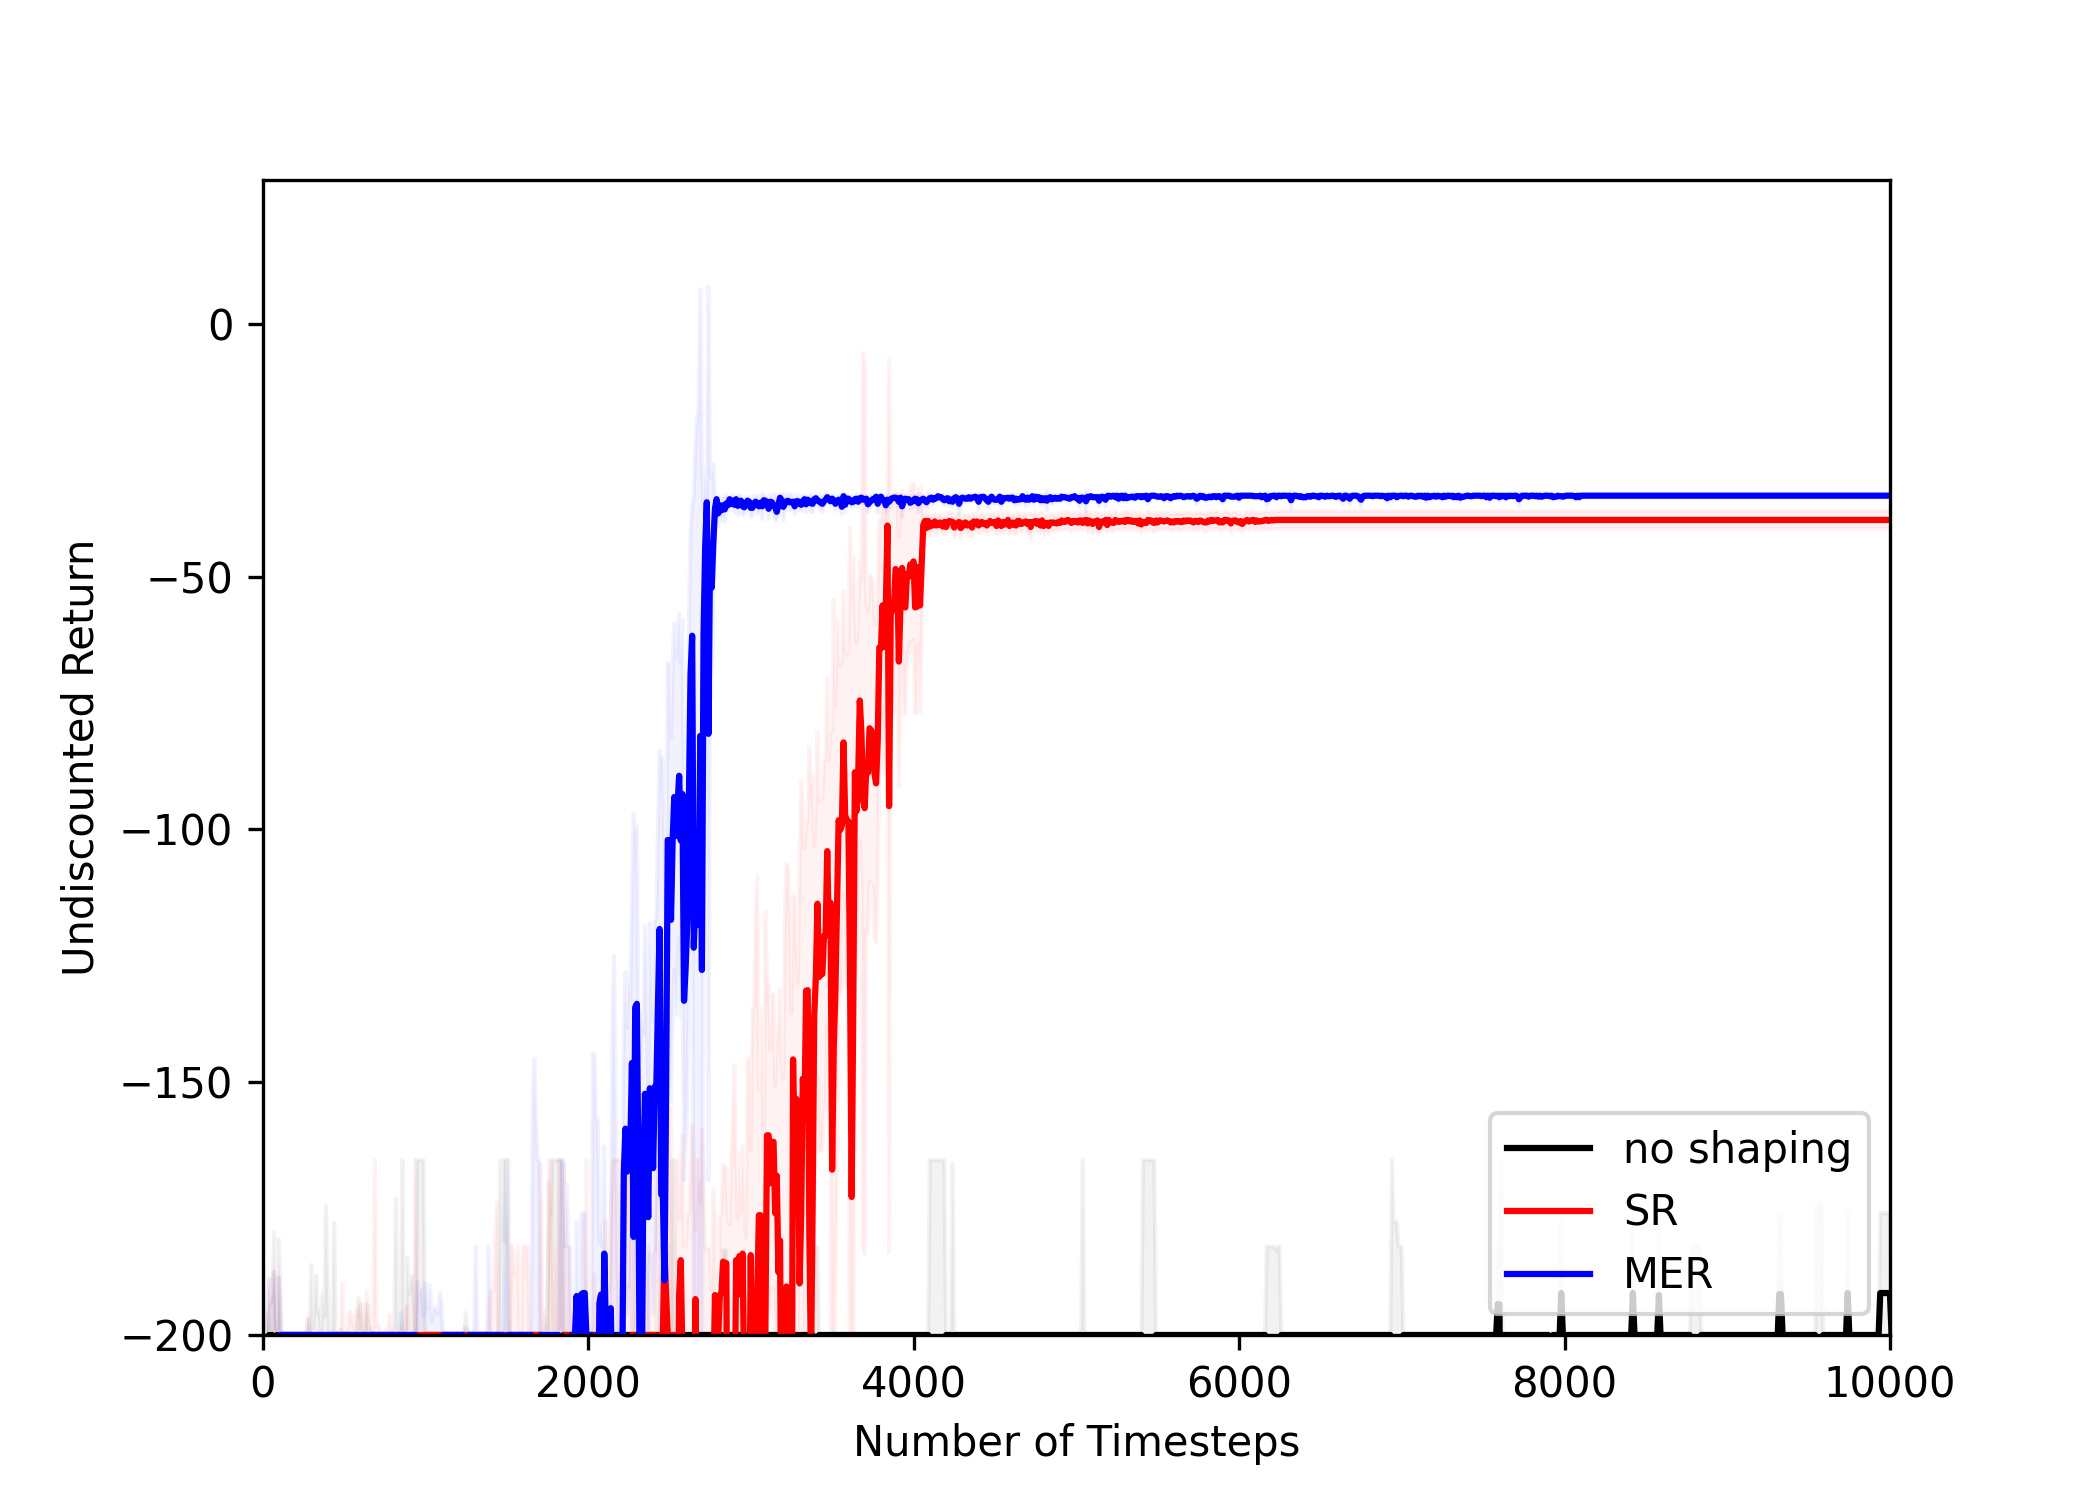 0
−50
−100
−150
−200
Undiscounted Return
0 2000 4000 6000 8000 10000
Number of Timesteps
no shaping
SR
MER